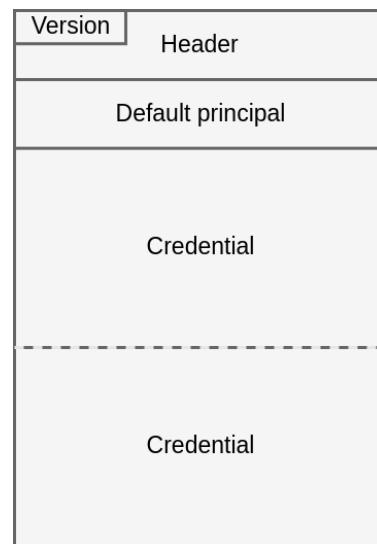 Version
Header
Default principal
Credential
Credential